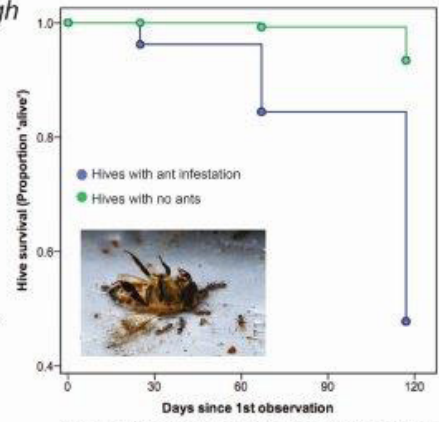 gh
1.0
0.8
0.6
0.4
Hive survival (Proportion 'alive')
Hives with ant infestation
Hives with no ants
0 30 60 90 120
Days since 1st observation